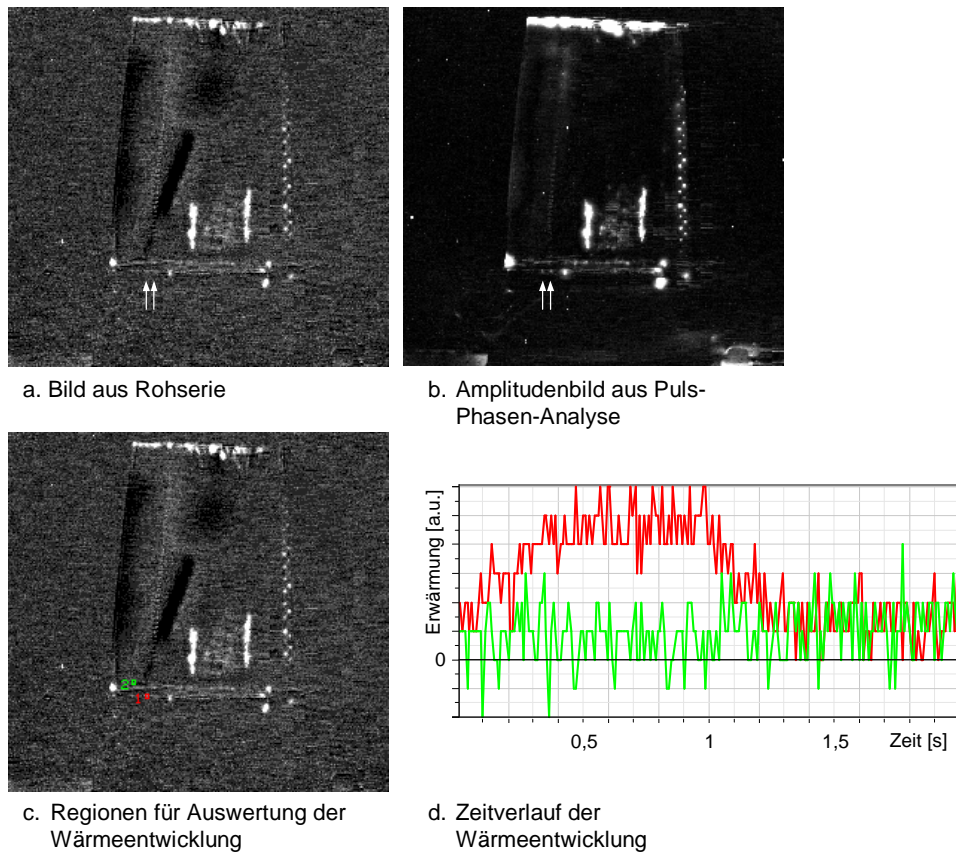 a. Bild aus Rohserie
b. Amplitudenbild aus Puls-
Phasen-Analyse
c. Regionen für Auswertung der
Wärmeentwicklung
Erwärmung [a.u.]
0
0,5
1
1,5
Zeit [s]
d. Zeitverlauf der
Wärmeentwicklung